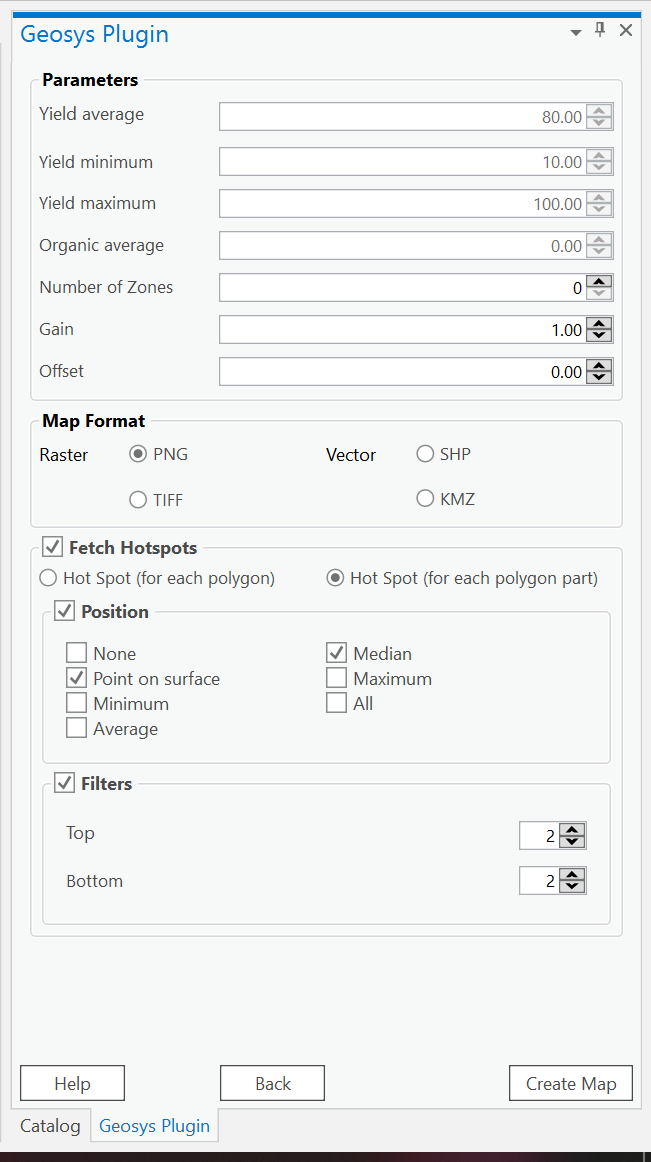 Geosys Plugin
Parameters
Yield average 80.00
Yield minimum 10.00
Yield maximum 100.00
Organic average 0.00
Number of Zones 0
Gain 1.00
Offset 0.00
Map Format
Raster PNG Vector SHP
TIFF KMZ
Fetch Hotspots
Hot Spot (for each polygon) Hot Spot (for each polygon part)
Position
None Median
Point on surface Maximum
Minimum All
Average
Filters
Top 2
Bottom 2
Help Back Create Map
Catalog Geosys Plugin